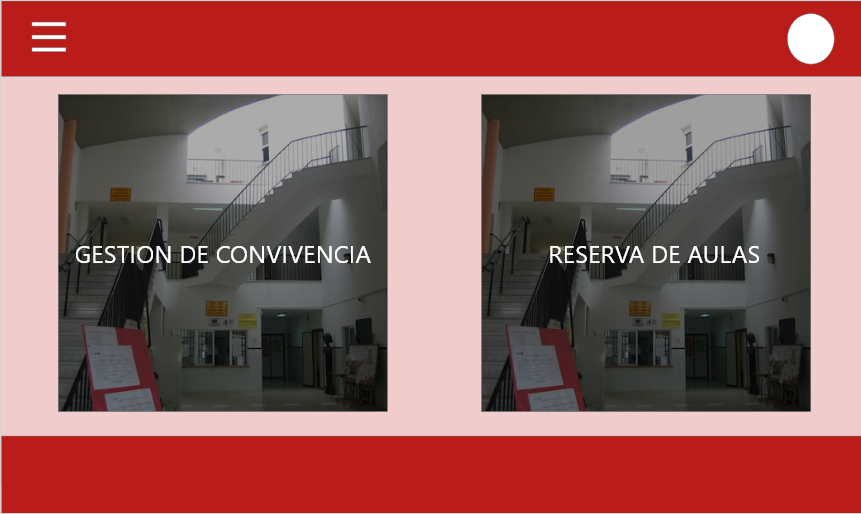 GESTION DE CONVIVENCIA
RESERVA DE AULAS